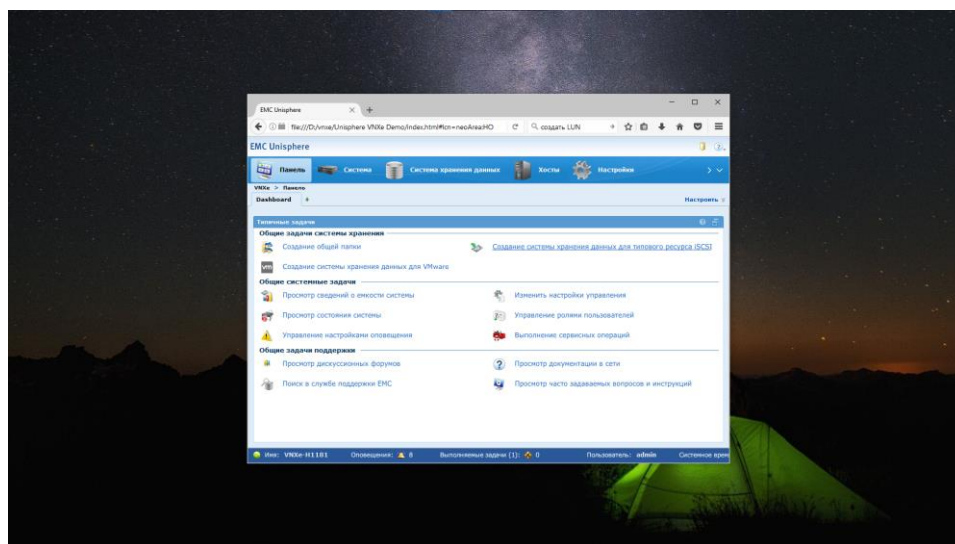 EMC Unisphere
file:///D:/vnxe/Unisphere VNXe Demo/index.html#lcn=neoArea:HO
создать LUN
EMC Unisphere
Панель Система Система хранения данных Хосты Настройки
VNXe > Панель
Dashboard + Настроить
Типичные задачи
Общие задачи системы хранения
Создание общей папки Создание системы хранения данных для типового ресурса iSCSI
vm Создание системы хранения данных для VMware
Общие системные задачи
Просмотр сведений о емкости системы Изменить настройки управления
Просмотр состояния системы Управление ролями пользователей
Управление настройками оповещения Выполнение сервисных операций
Общие задачи поддержки
Просмотр дискуссионных форумов Просмотр документации в сети
Поиск в службе поддержки EMC Просмотр часто задаваемых вопросов и инструкций
Имя: VNXe-H1101 Оповещения: 8 Выполняемые задачи (1): 0 Пользователь: admin Системное врем